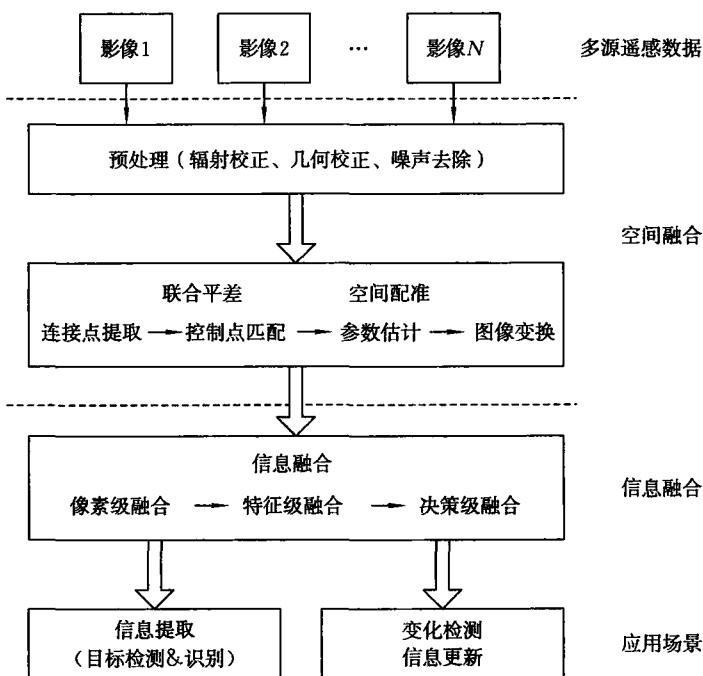 影像1 影像2 … 影像N 多源遥感数据
预处理（辐射校正、几何校正、噪声去除）
空间融合
联合平差 空间配准
连接点提取 控制点匹配 参数估计 图像变换
信息融合
像素级融合 特征级融合 决策级融合
信息融合
信息提取
（目标检测&识别）
变化检测
信息更新
应用场景